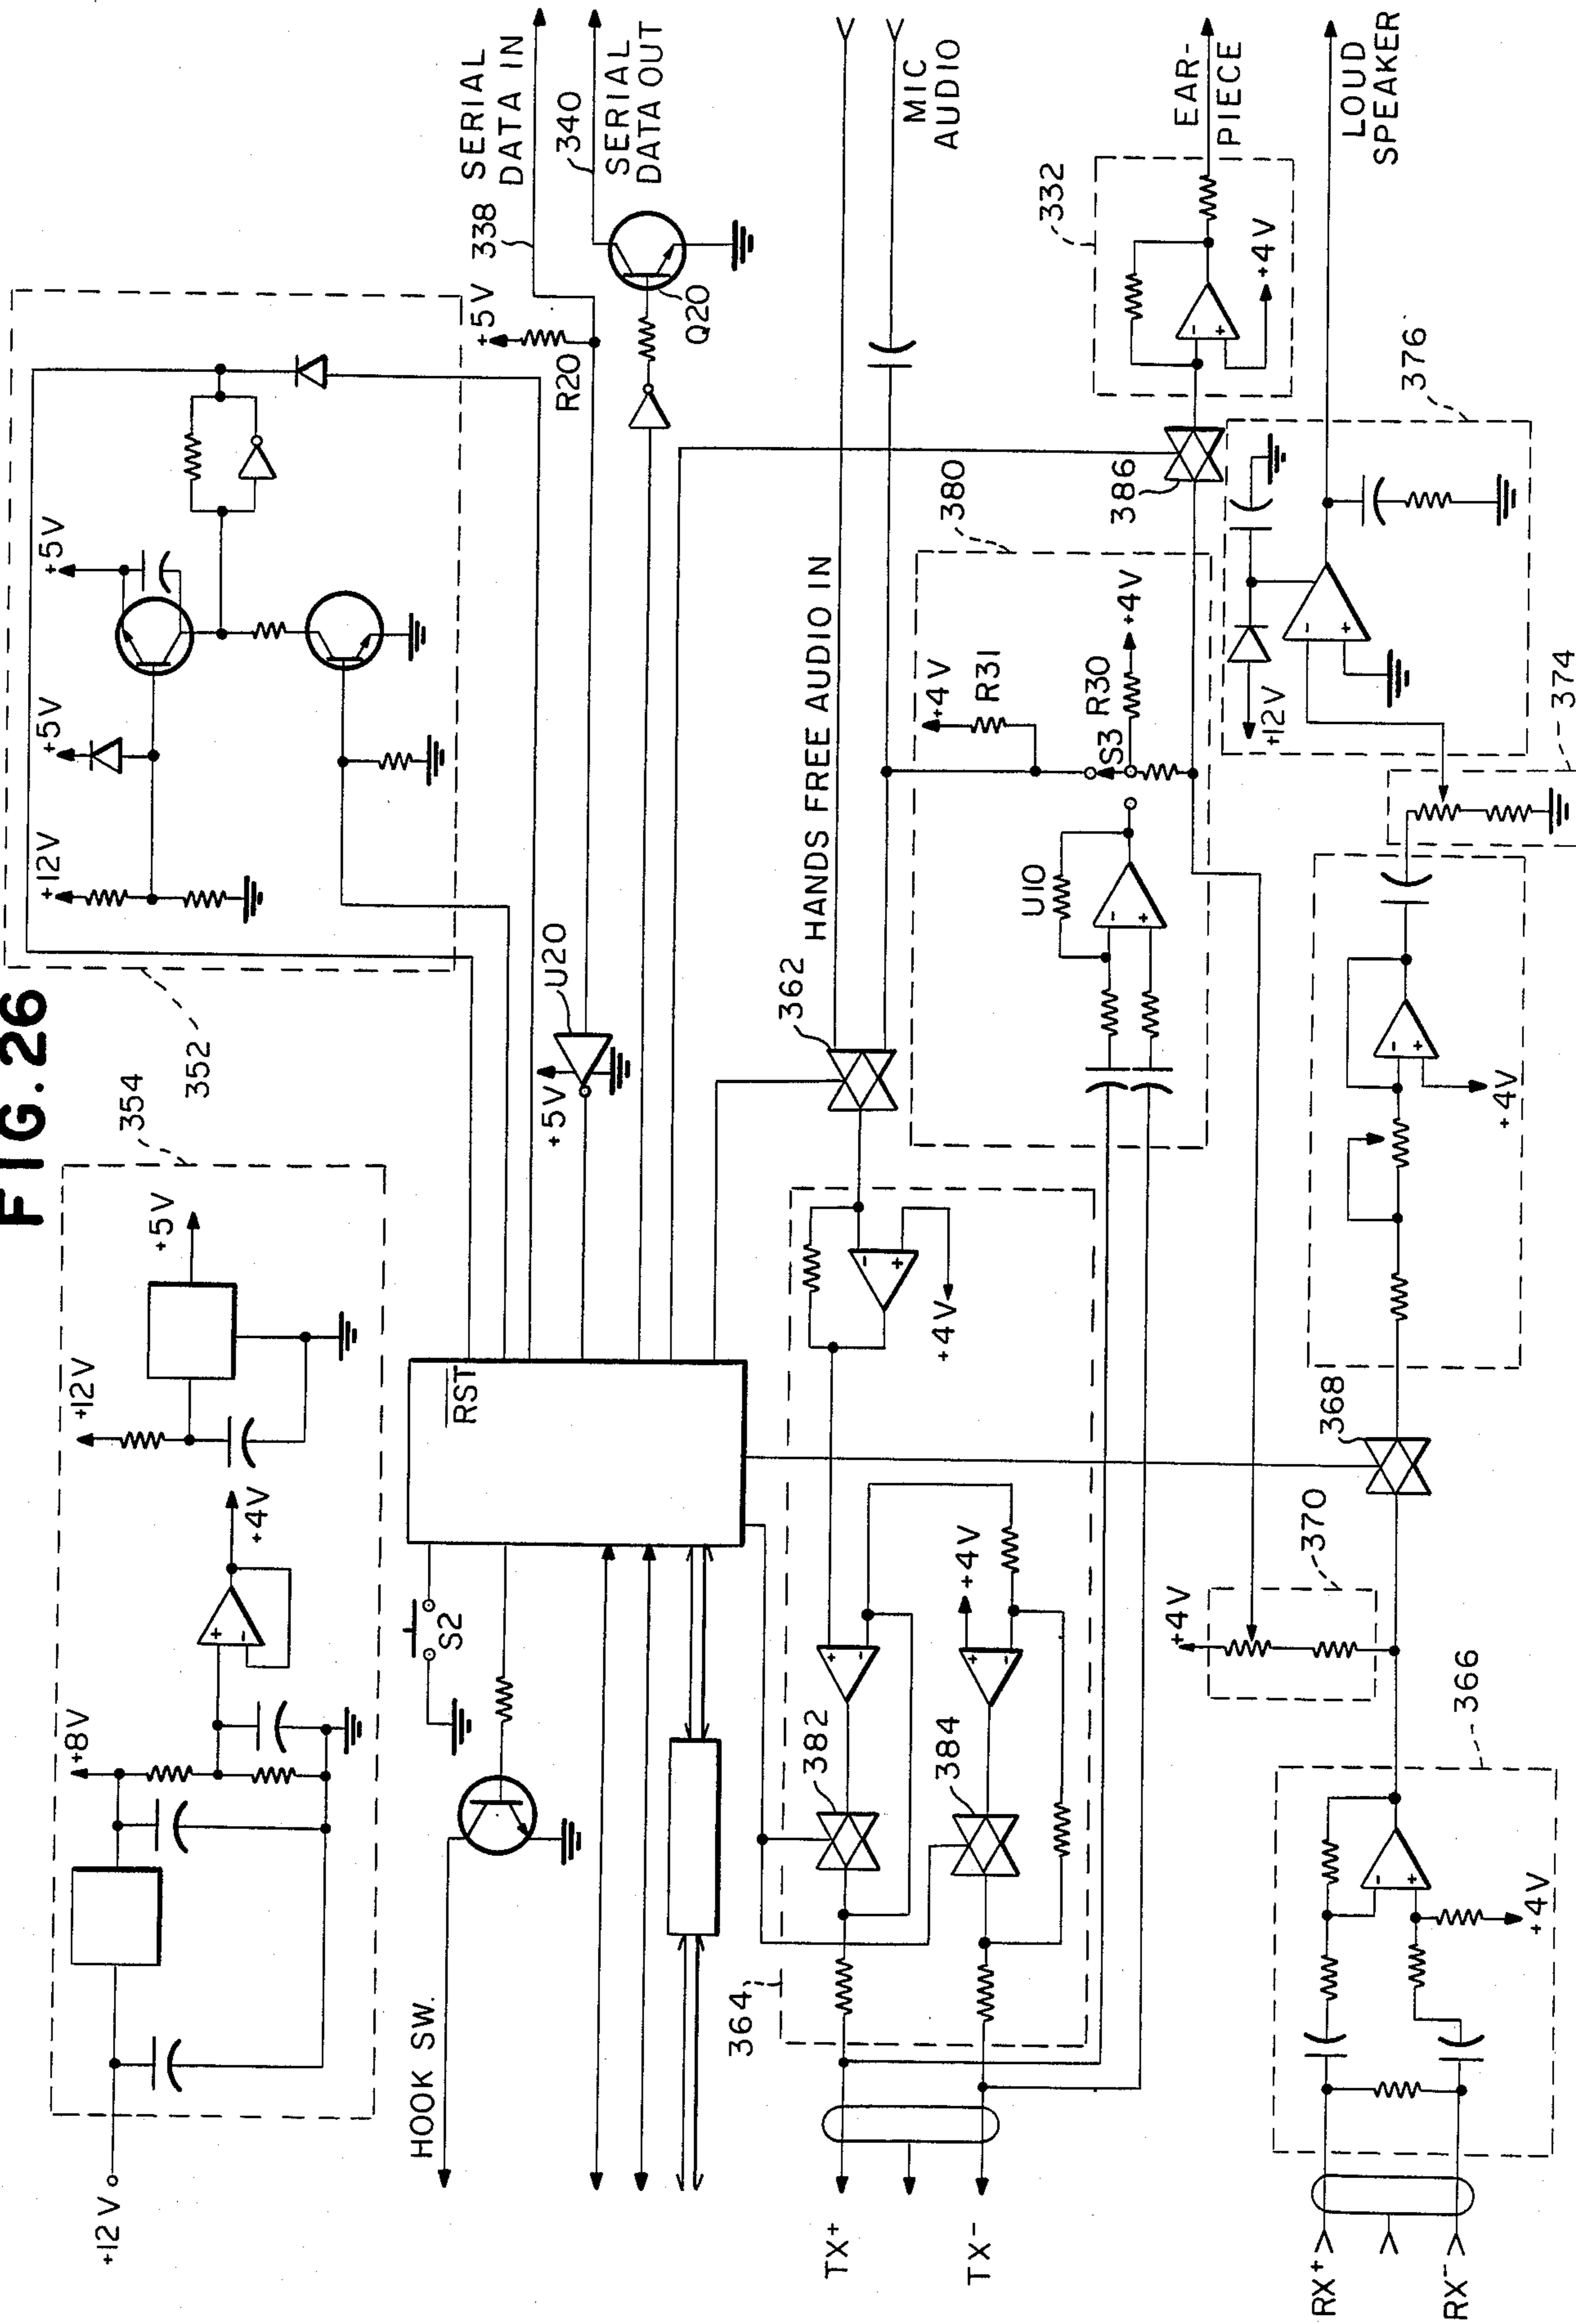 FIG.26
354
352
+12V
+8V
+12V
+4V
+5V
+12V
+5V
+5V
HOOK SW.
S2
RST
+5V
U20
+5V
R20
338
SERIAL
DATA IN
340
SERIAL
DATA OUT
Q20
364
382
384
+4V
+4V
362
HANDS FREE AUDIO IN
MIC
AUDIO
TX+
TX-
380
U10
+4V
R31
S3
R30
+4V
386
332
+4V
EAR-
PIECE
376
+12V
LOUD
SPEAKER
374
+4V
370
368
+4V
366
+4V
RX+
RX-
+
-
+
-
+
-
-
+
-
+
-
+
-
+
-
+
-
+